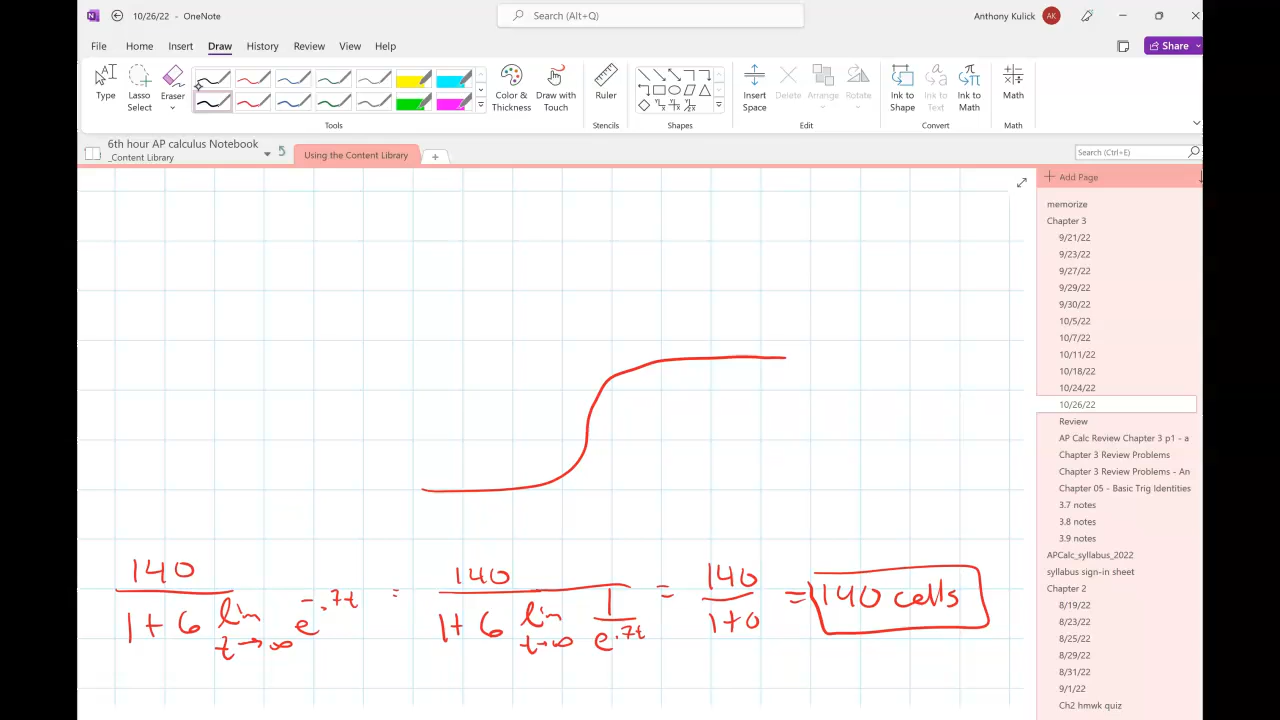 10/26/22 - OneNote
Search (Alt+Q)
Anthony Kulick
AK
File Home Insert Draw History Review View Help
Share
Type
Lasso Select
Eraser
Color & Thickness
Draw with Touch
Ruler
Insert Space
Delete
Arrange
Rotate
Ink to Shape
Ink to Text
Ink to Math
Math
Tools
Stencils
Shapes
Edit
Convert
Math
6th hour AP calculus Notebook
_Content Library
Using the Content Library
Search (Ctrl+E)
Add Page
memorize
Chapter 3
9/21/22
9/23/22
9/27/22
9/29/22
9/30/22
10/5/22
10/7/22
10/11/22
10/18/22
10/24/22
10/26/22
Review
AP Calc Review Chapter 3 p1 - a
Chapter 3 Review Problems
Chapter 3 Review Problems - An
Chapter 05 - Basic Trig Identities
3.7 notes
3.8 notes
3.9 notes
APCalc_syllabus_2022
syllabus sign-in sheet
Chapter 2
8/19/22
8/23/22
8/25/22
8/29/22
8/31/22
9/1/22
Ch2 hmwk quiz
140 / (1 + 6 lim t→∞ e^-.7t) = 140 / (1 + 6 lim t→∞ 1/e^.7t) = 140 / (1+0) = 140 cells